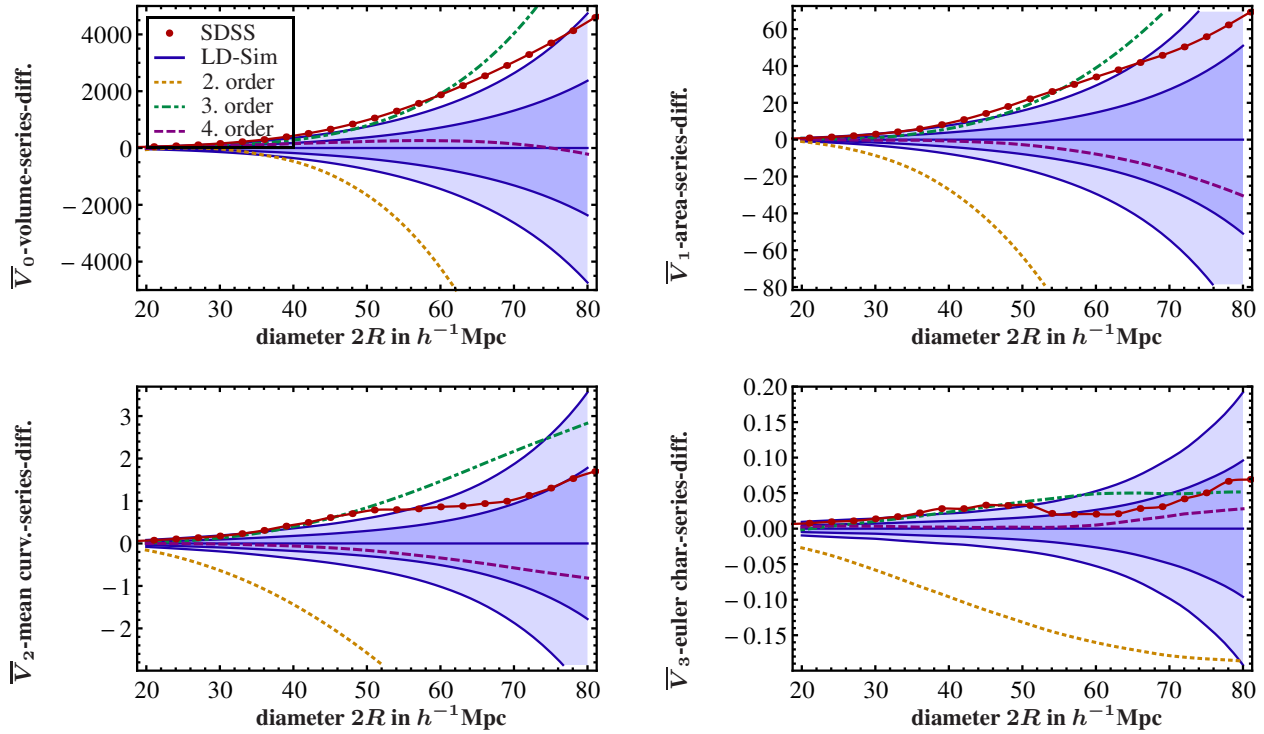 4000
2000
0
− 2000
− 4000
SDSS
LD-Sim
2. order
3. order
4. order
V̅₀-volume-series-diff.
20 30 40 50 60 70 80
diameter 2R in h⁻¹Mpc
60
40
20
0
− 20
− 40
− 60
− 80
V̅₁-area-series-diff.
20 30 40 50 60 70 80
diameter 2R in h⁻¹Mpc
3
2
1
0
− 1
− 2
V̅₂-mean curv.-series-diff.
20 30 40 50 60 70 80
diameter 2R in h⁻¹Mpc
0.20
0.15
0.10
0.05
0.00
− 0.05
− 0.10
− 0.15
V̅₃-euler char.-series-diff.
20 30 40 50 60 70 80
diameter 2R in h⁻¹Mpc